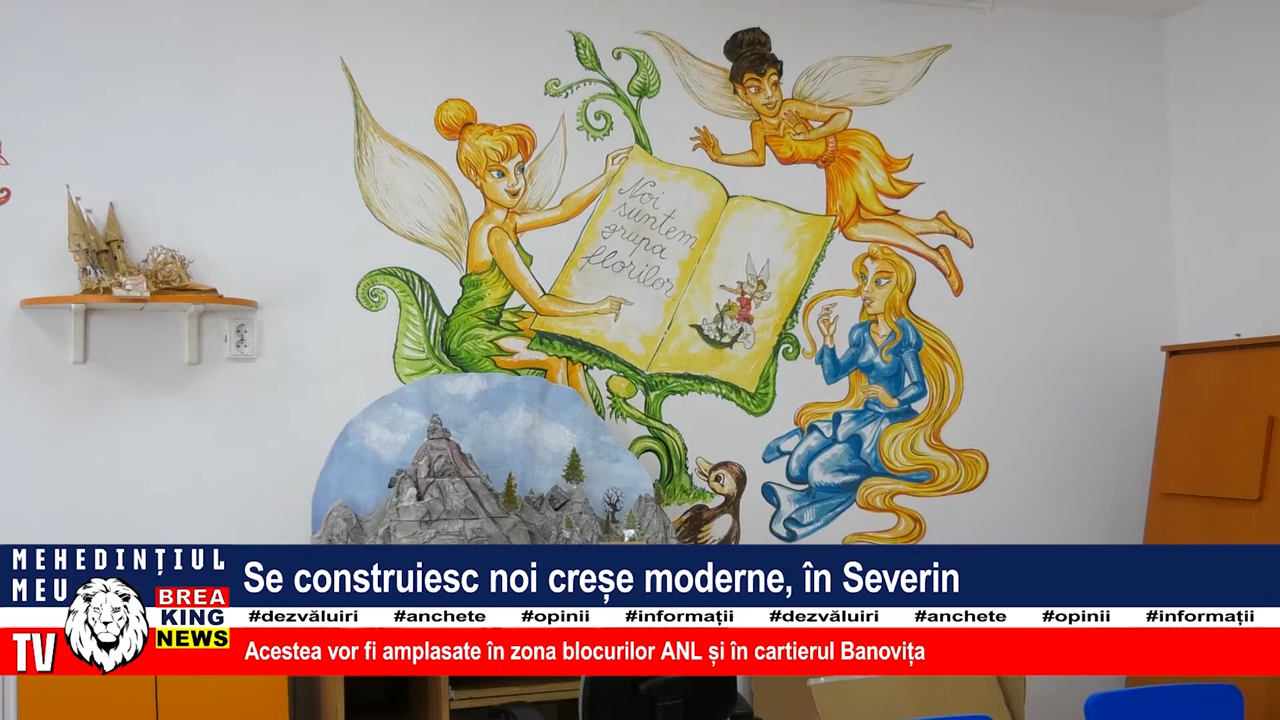 Noi
suntem
grupa
florilor
MEHEDINȚIUL
MEU
TV
BREA
KING
NEWS
Se construiesc noi creșe moderne, în Severin
#dezvăluiri #anchete #opinii #informații #dezvăluiri #anchete #opinii #informații
Acestea vor fi amplasate în zona blocurilor ANL și în cartierul Banovița